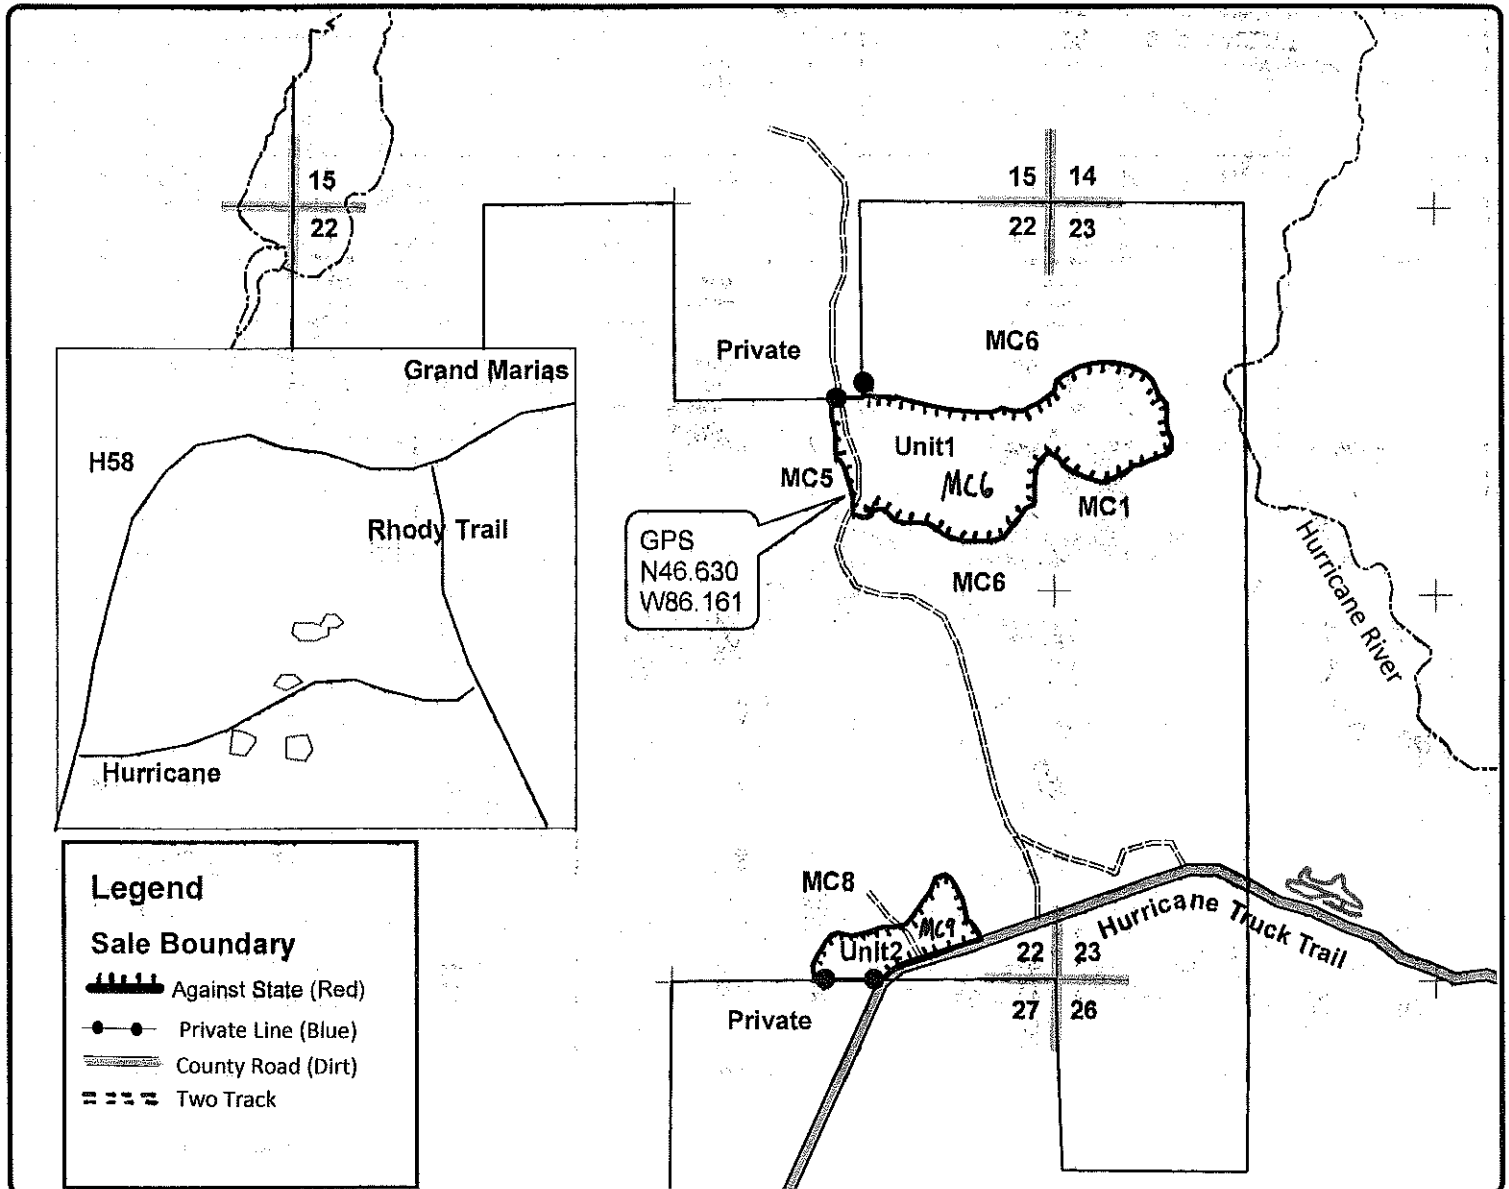 15
22
15 14
22 23
Grand Marias
H58
Rhody Trail
Hurricane
Private
MC6
Unit1
MC5
MC6
MC1
GPS
N46.630
W86.161
MC6
Hurricane River
MC8
MC9
Unit2
Hurricane Truck Trail
22 23
27 26
Private
Legend
Sale Boundary
Against State (Red)
Private Line (Blue)
County Road (Dirt)
Two Track